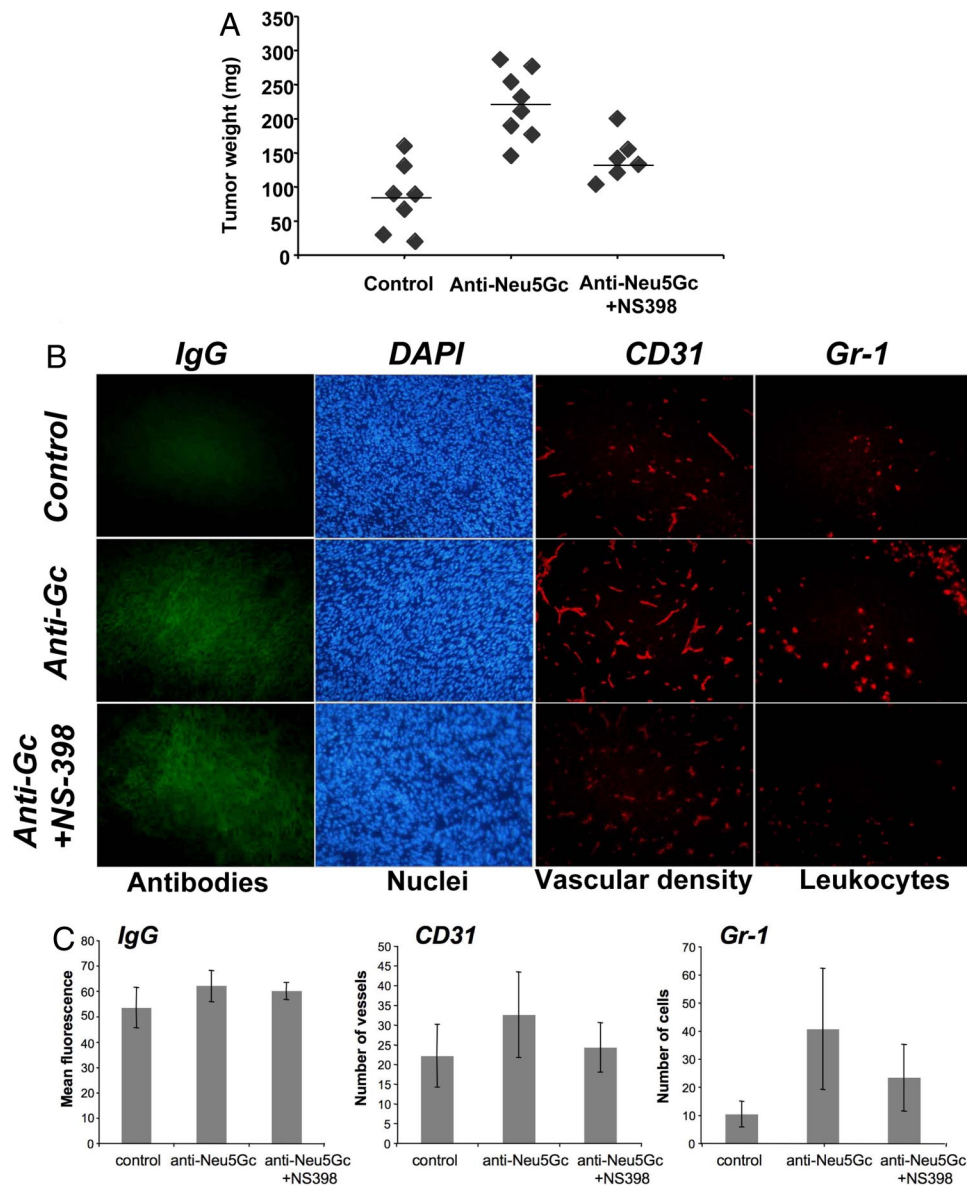 A
Tumor weight (mg)
350
300
250
200
150
100
50
0
Control
Anti-Neu5Gc
Anti-Neu5Gc
+NS398
B
IgG
DAPI
CD31
Gr-1
Control
Anti-Gc
Anti-Gc
+NS-398
Antibodies
Nuclei
Vascular density
Leukocytes
C
IgG
Mean fluorescence
80
70
60
50
40
30
20
10
0
control
anti-Neu5Gc
anti-Neu5Gc
+NS398
CD31
Number of vessels
50
45
40
35
30
25
20
15
10
5
0
control
anti-Neu5Gc
anti-Neu5Gc
+NS398
Gr-1
Number of cells
70
60
50
40
30
20
10
0
control
anti-Neu5Gc
anti-Neu5Gc
+NS398